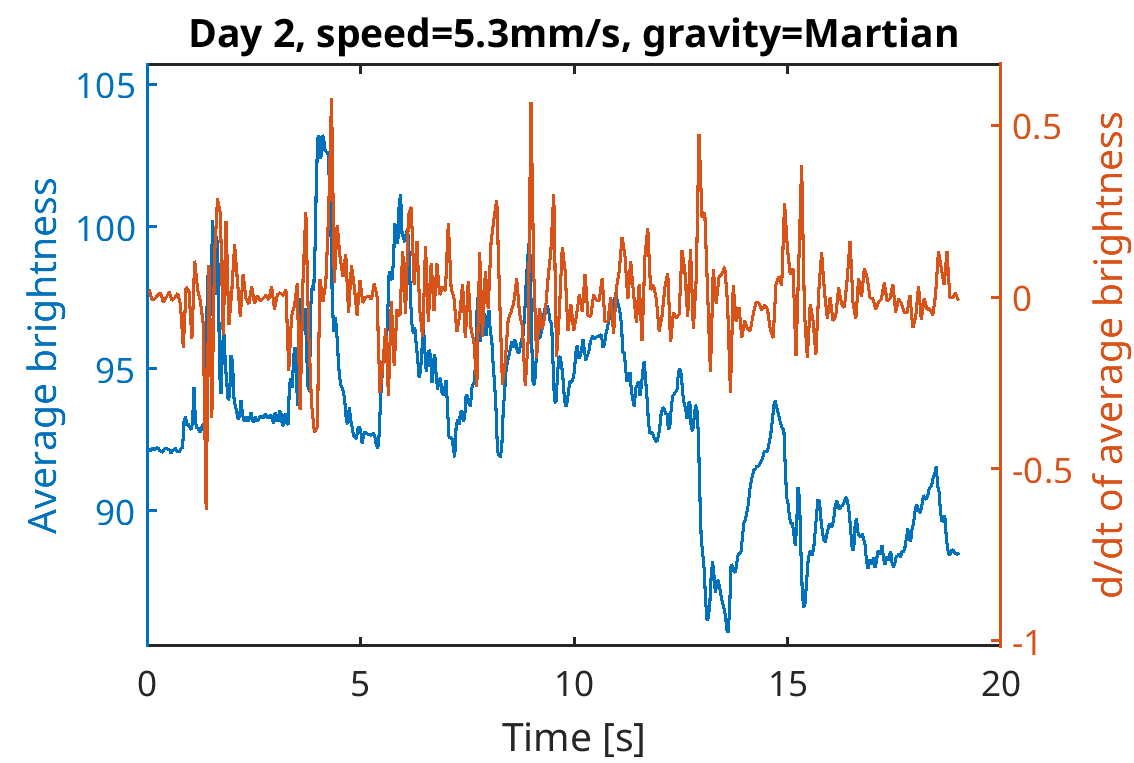 Day 2, speed=5.3mm/s, gravity=Martian
105
100
95
90
Average brightness
0.5
0
-0.5
-1
d/dt of average brightness
0 5 10 15 20
Time [s]